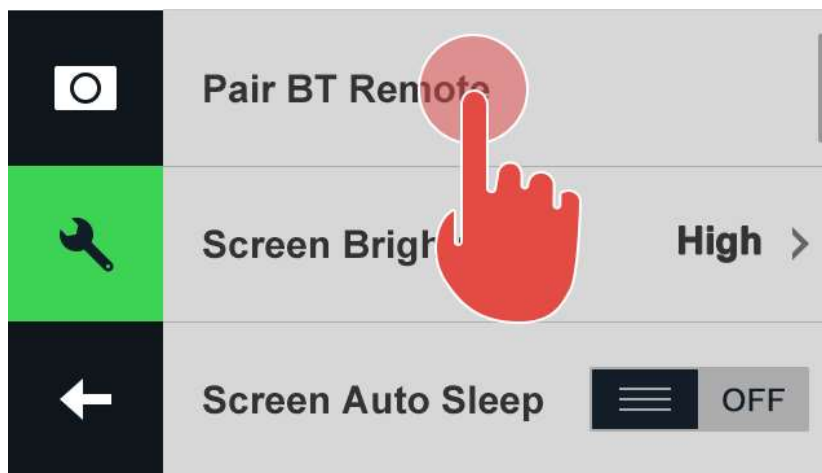 Pair BT Remote
Screen Brigh
High >
Screen Auto Sleep
OFF